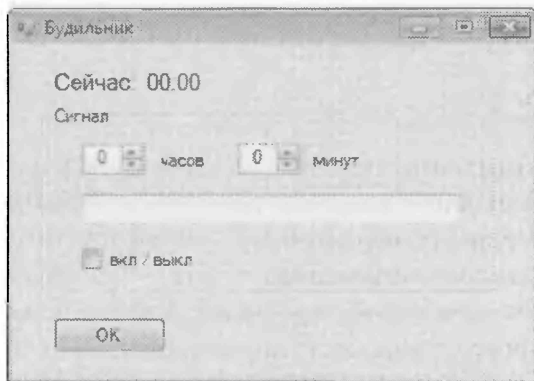 Будильник
Сейчас 00.00
Сигнал
0 часов 0 минут
вкл / выкл
OK